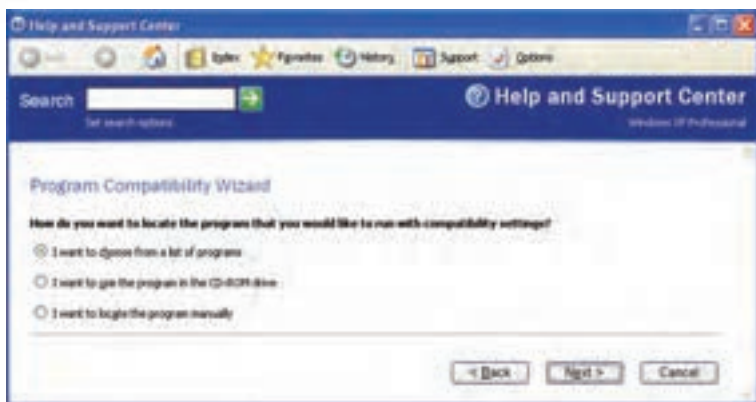 Help and Support Center
Index Favorites History Support Options
Search
Help and Support Center
Set search options
Windows XP Professional
Program Compatibility Wizard
How do you want to locate the program that you would like to run with compatibility settings?
I want to choose from a list of programs
I want to use the program in the CD-ROM drive
I want to locate the program manually
< Back Next > Cancel